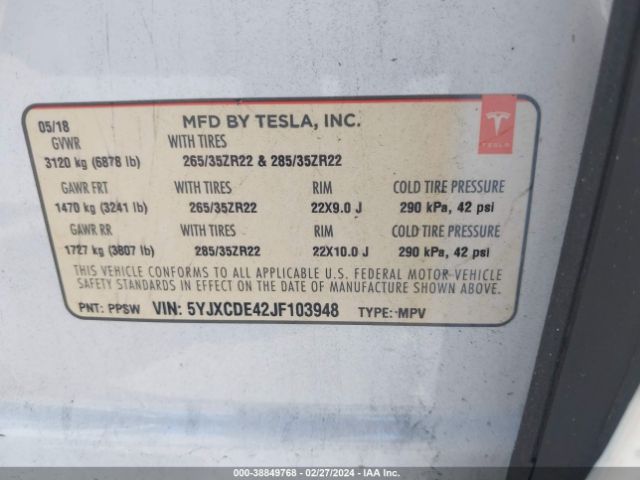 05/18 MFD BY TESLA, INC.
TESLA
GVWR WITH TIRES
3120 kg (6878 lb) 265/35ZR22 & 285/35ZR22
GAWR FRT WITH TIRES RIM COLD TIRE PRESSURE
1470 kg (3241 lb) 265/35ZR22 22X9.0 J 290 kPa, 42 psi
GAWR RR WITH TIRES RIM COLD TIRE PRESSURE
1727 kg (3807 lb) 285/35ZR22 22X10.0 J 290 kPa, 42 psi
THIS VEHICLE CONFORMS TO ALL APPLICABLE U.S. FEDERAL MOTOR VEHICLE
SAFETY STANDARDS IN EFFECT ON THE DATE OF MANUFACTURE SHOWN ABOVE.
PNT: PPSW VIN: 5YJXCDE42JF103948 TYPE: MPV
000-38849768 - 02/27/2024 - IAAI.COM